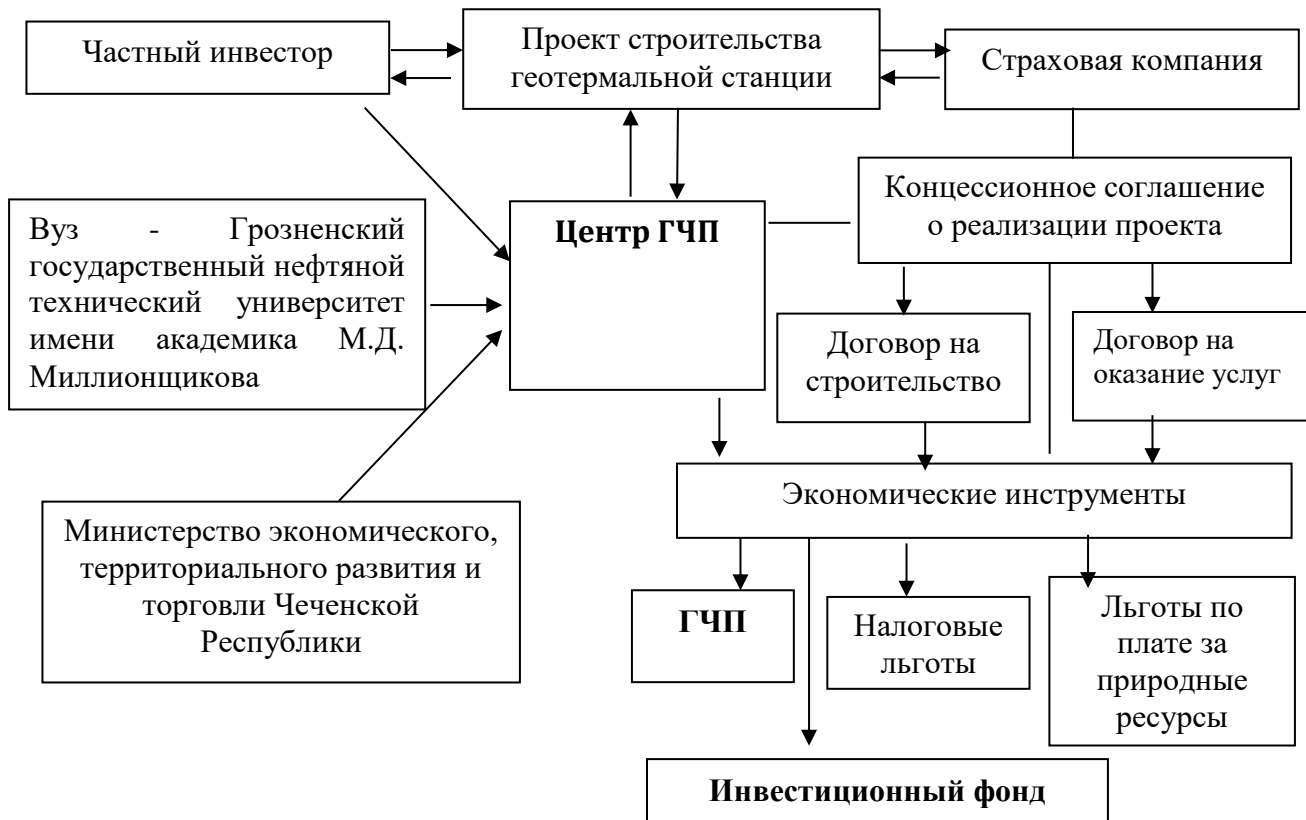 Частный инвестор
Проект строительства
геотермальной станции
Страховая компания
Концессионное соглашение
о реализации проекта
Вуз - Грозненский
государственный нефтяной
технический университет
имени академика М.Д.
Миллионщикова
Центр ГЧП
Договор на
строительство
Договор на
оказание услуг
Экономические инструменты
Министерство экономического,
территориального развития и
торговли Чеченской
Республики
ГЧП
Налоговые
льготы
Льготы по
плате за
природные
ресурсы
Инвестиционный фонд